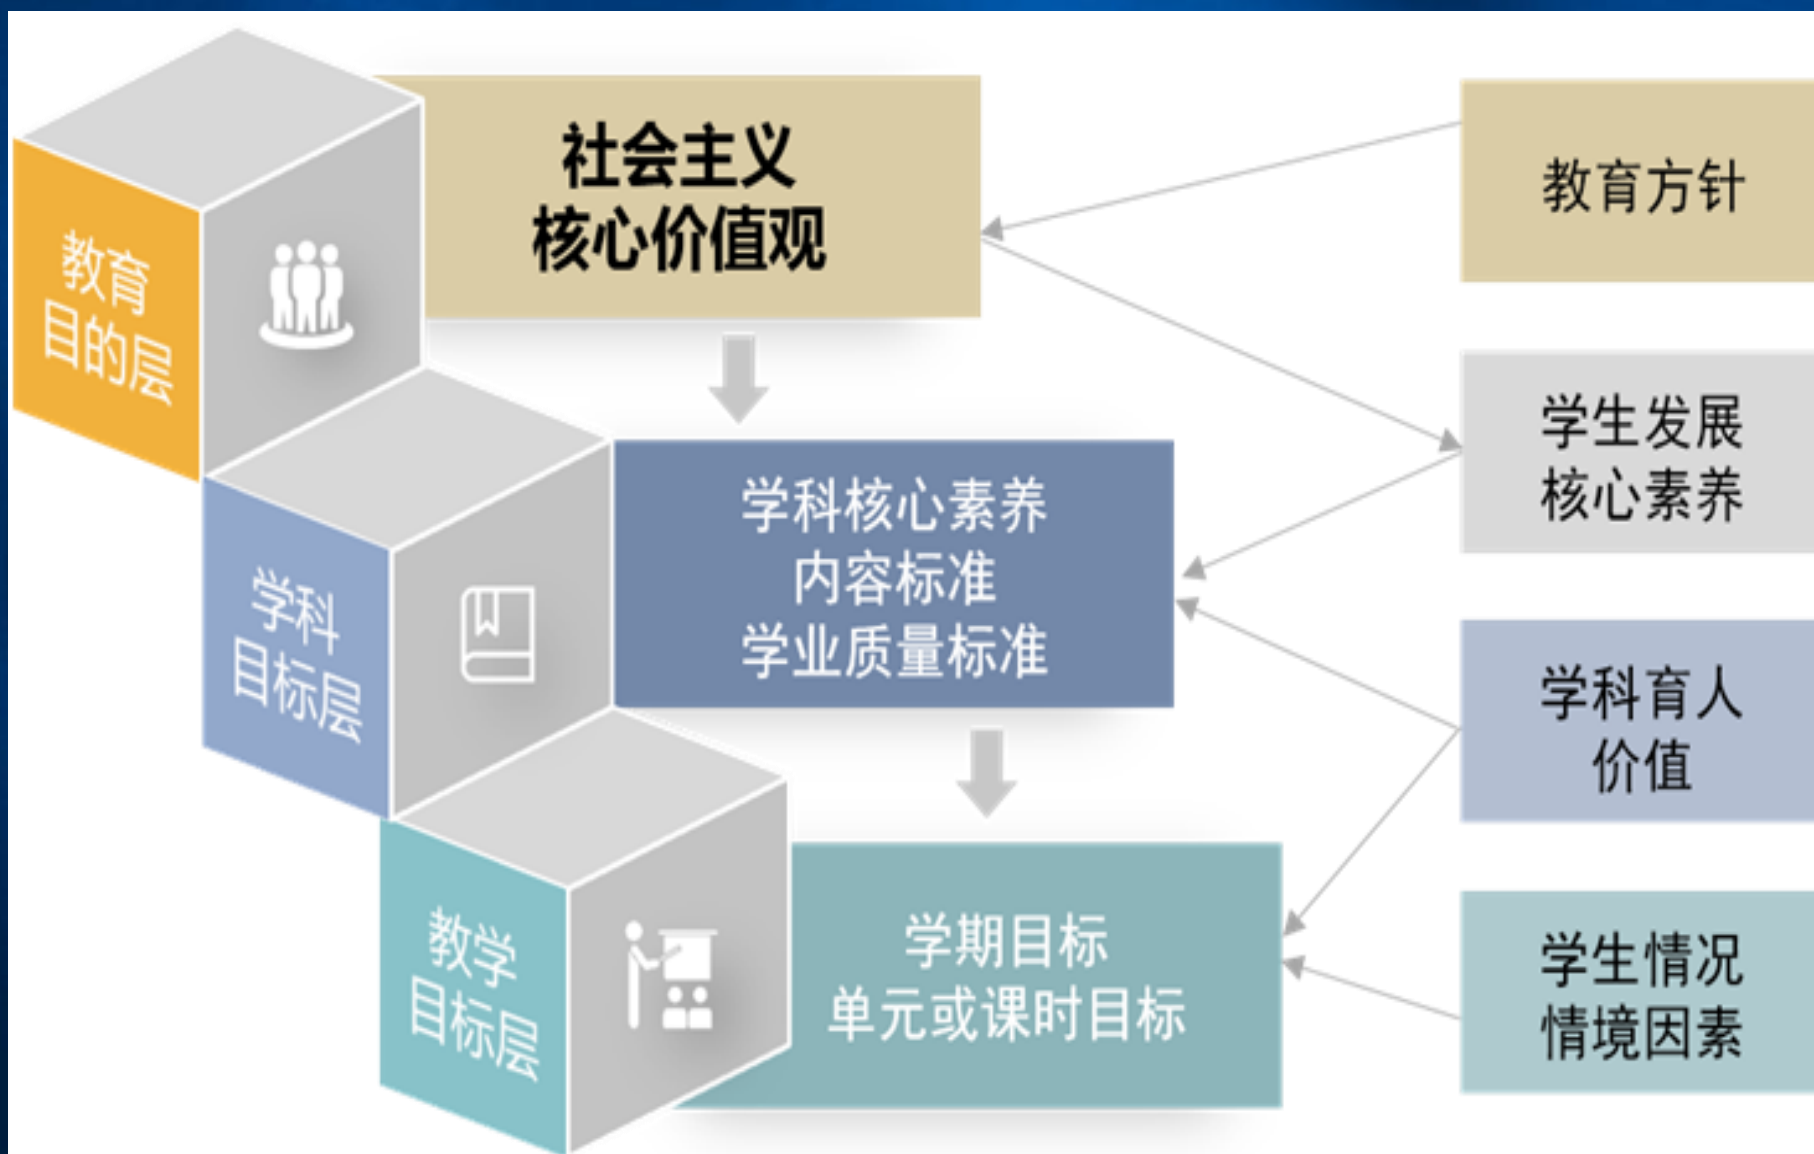 教育
目的层
社会主义
核心价值观
教育方针
学生发展
核心素养
学科
目标层
学科核心素养
内容标准
学业质量标准
学科育人
价值
教学
目标层
学期目标
单元或课时目标
学生情况
情境因素